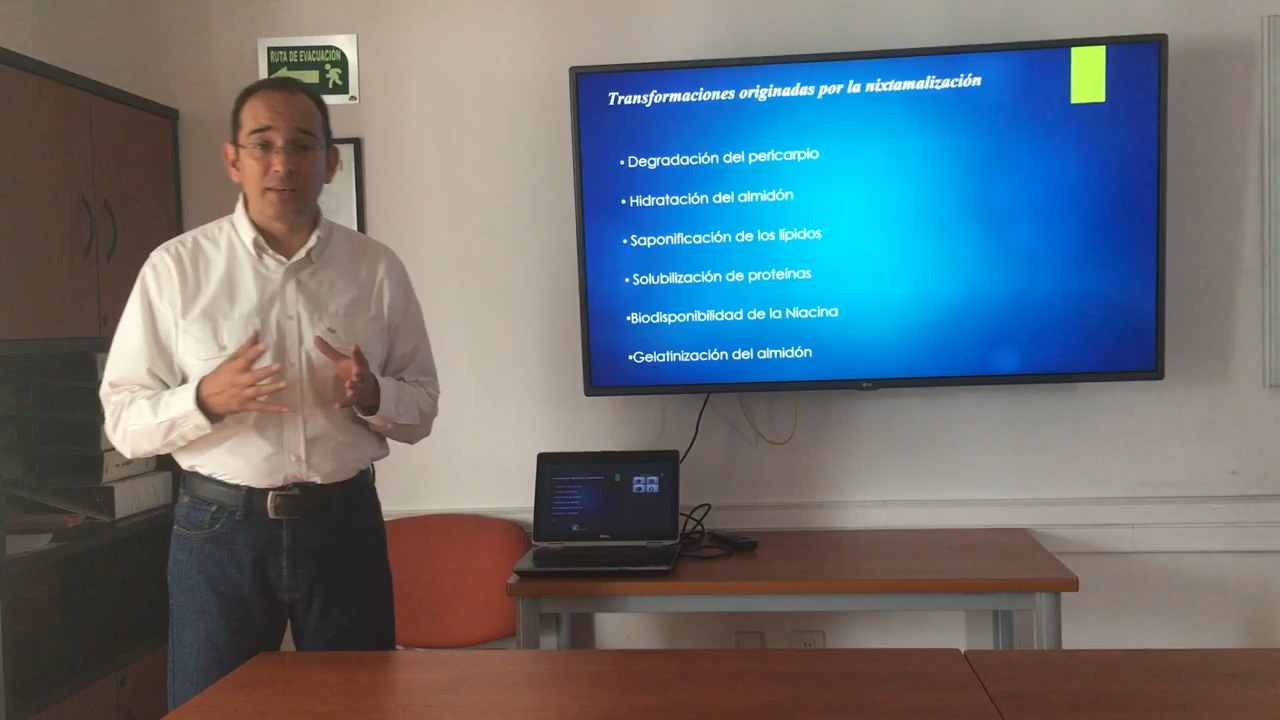 RUTA DE EVACUACIÓN
Transformaciones originadas por la nixtamalización
• Degradación del pericarpio
• Hidratación del almidón
• Saponificación de los lípidos
• Solubilización de proteínas
•Biodisponibilidad de la Niacina
•Gelatinización del almidón
LG
DELL